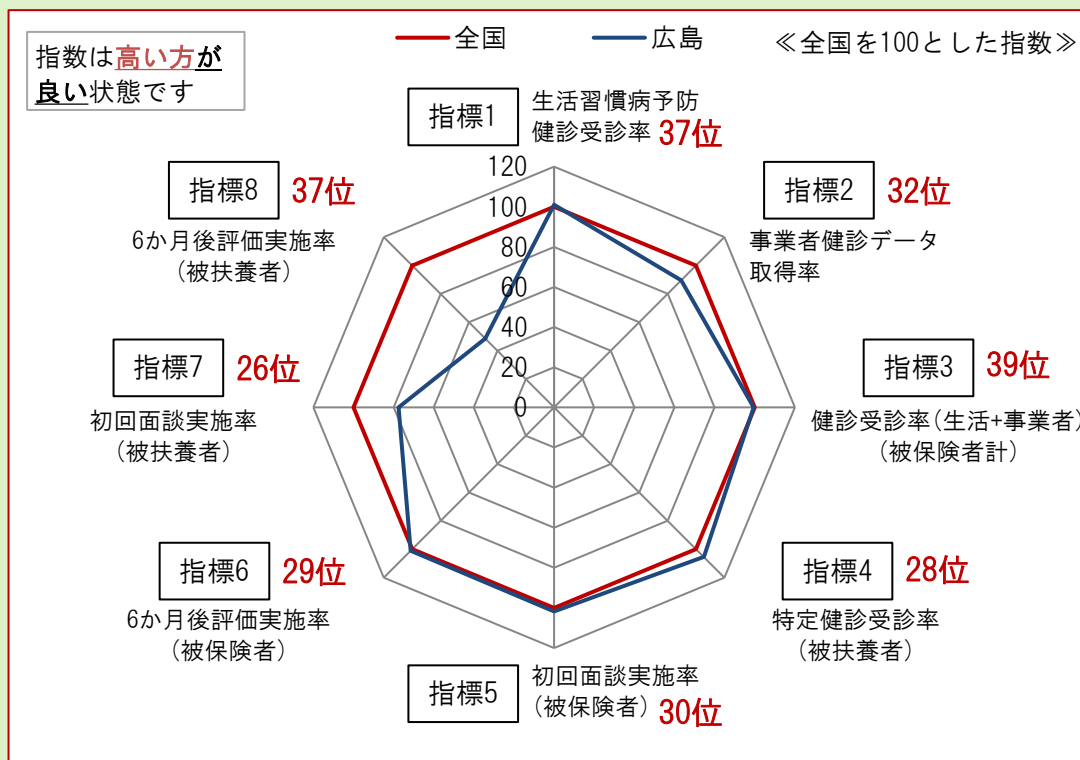 指数は高い方が
良い状態です
全国
広島
≪全国を100とした指数≫
指標1
生活習慣病予防
健診受診率 37位
指標2
32位
事業者健診データ
取得率
指標3
39位
健診受診率(生活+事業者)
(被保険者計)
指標4
28位
特定健診受診率
(被扶養者)
指標5
初回面談実施率
(被保険者) 30位
指標6
29位
6か月後評価実施率
(被保険者)
指標7
26位
初回面談実施率
(被扶養者)
指標8
37位
6か月後評価実施率
(被扶養者)
120
100
80
60
40
20
0